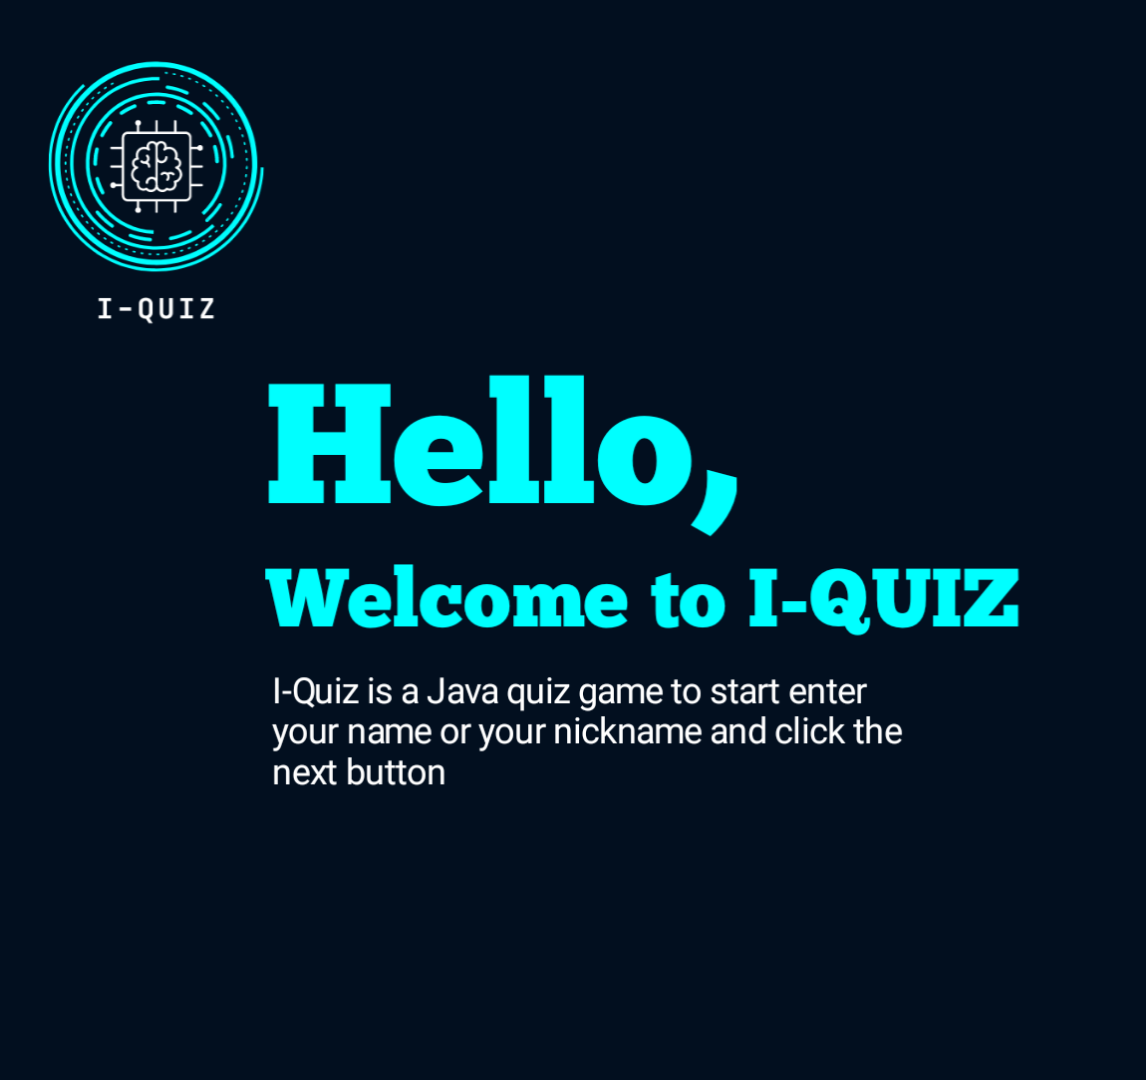 I-QUIZ
Hello,
Welcome to I-QUIZ
I-Quiz is a Java quiz game to start enter
your name or your nickname and click the
next button